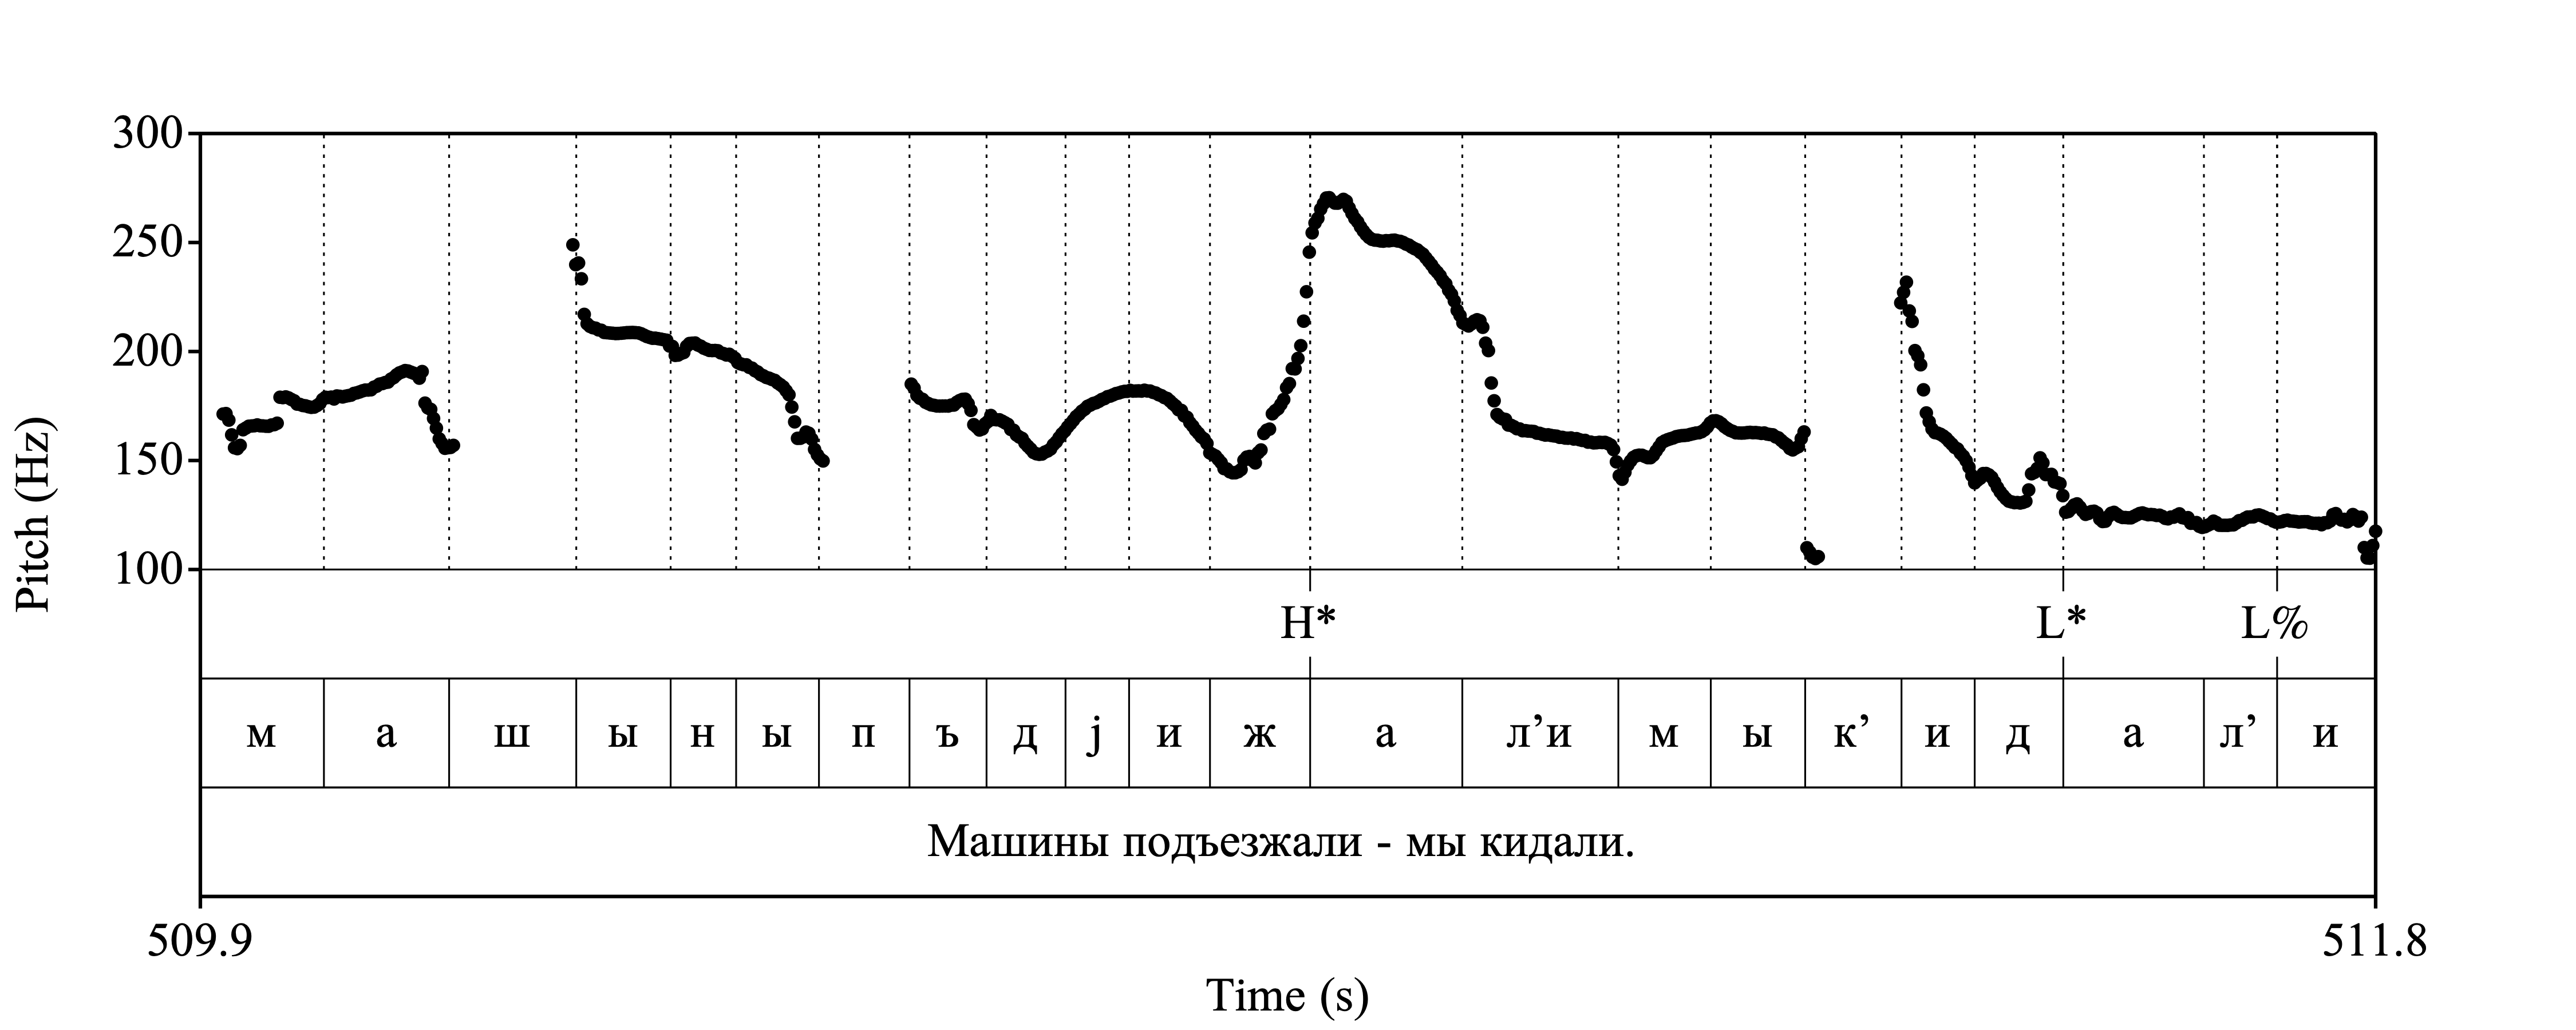 300
250
200
150
100
Pitch (Hz)
H* L* L%
м а ш ы н ы п ъ д j и ж а л’и м ы к’ и д а л’ и
Машины подъезжали - мы кидали.
509.9 511.8
Time (s)